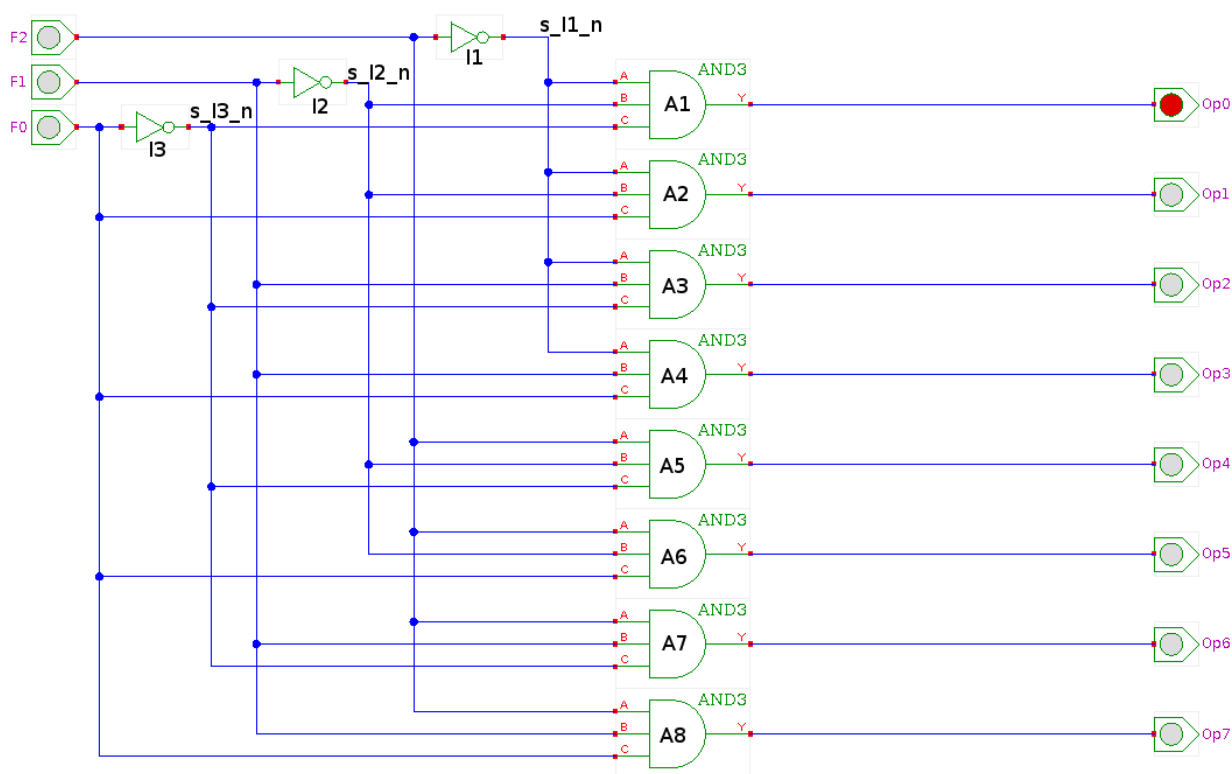 F2
s_I1_n
I1
F1
s_I2_n
I2
AND3
A
B
C
A1
Y
Op0
F0
s_I3_n
I3
AND3
A
B
C
A2
Y
Op1
AND3
A
B
C
A3
Y
Op2
AND3
A
B
C
A4
Y
Op3
AND3
A
B
C
A5
Y
Op4
AND3
A
B
C
A6
Y
Op5
AND3
A
B
C
A7
Y
Op6
AND3
A
B
C
A8
Y
Op7